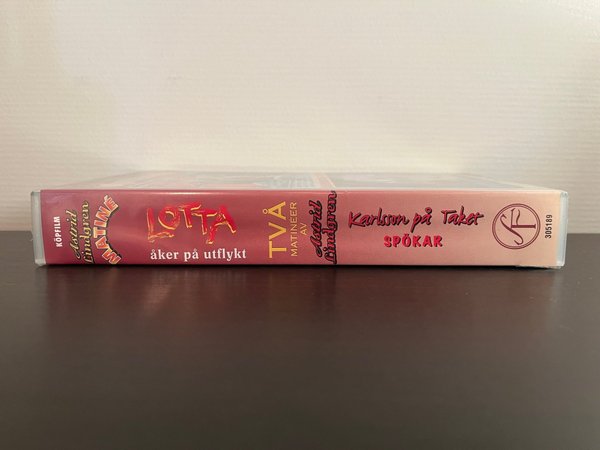 KÖPFILM
Astrid
Lindgren
MATINÉ
LOTTA
åker på utflykt
TVÅ
MATINEER
AV
Astrid
Lindgren
Karlsson på Taket
SPÖKAR
SF
305189